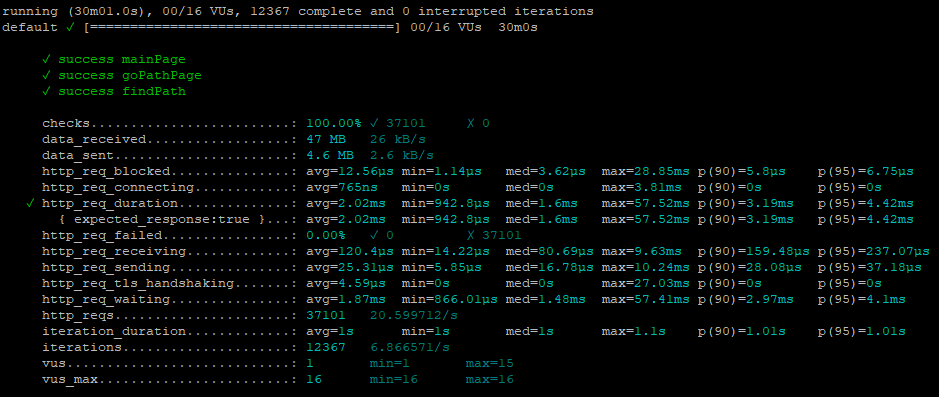 running (30m01.0s), 00/16 VUs, 12367 complete and 0 interrupted iterations
default ✓ [======================================] 00/16 VUs  30m0s
✓ success mainPage
✓ success goPathPage
✓ success findPath
checks.........................: 100.00% ✓ 37101     ✗ 0
data_received..................: 47 MB   26 kB/s
data_sent......................: 4.6 MB  2.6 kB/s
http_req_blocked...............: avg=12.56µs min=1.14µs  med=3.62µs  max=28.85ms p(90)=5.8µs    p(95)=6.75µs
http_req_connecting............: avg=765ns   min=0s      med=0s      max=3.81ms  p(90)=0s       p(95)=0s
✓ http_req_duration..............: avg=2.02ms  min=942.8µs med=1.6ms   max=57.52ms p(90)=3.19ms   p(95)=4.42ms
{ expected_response:true }...: avg=2.02ms  min=942.8µs med=1.6ms   max=57.52ms p(90)=3.19ms   p(95)=4.42ms
http_req_failed................: 0.00%   ✓ 0         ✗ 37101
http_req_receiving.............: avg=120.4µs min=14.22µs med=80.69µs max=9.63ms  p(90)=159.48µs p(95)=237.07µs
http_req_sending...............: avg=25.31µs min=5.85µs  med=16.78µs max=10.24ms p(90)=28.08µs  p(95)=37.18µs
http_req_tls_handshaking.......: avg=4.59µs  min=0s      med=0s      max=27.03ms p(90)=0s       p(95)=0s
http_req_waiting...............: avg=1.87ms  min=866.01µs med=1.48ms  max=57.41ms p(90)=2.97ms   p(95)=4.1ms
http_reqs......................: 37101   20.599712/s
iteration_duration.............: avg=1s      min=1s      med=1s      max=1.1s    p(90)=1.01s    p(95)=1.01s
iterations.....................: 12367   6.866571/s
vus............................: 1       min=1       max=15
vus_max........................: 16      min=16      max=16